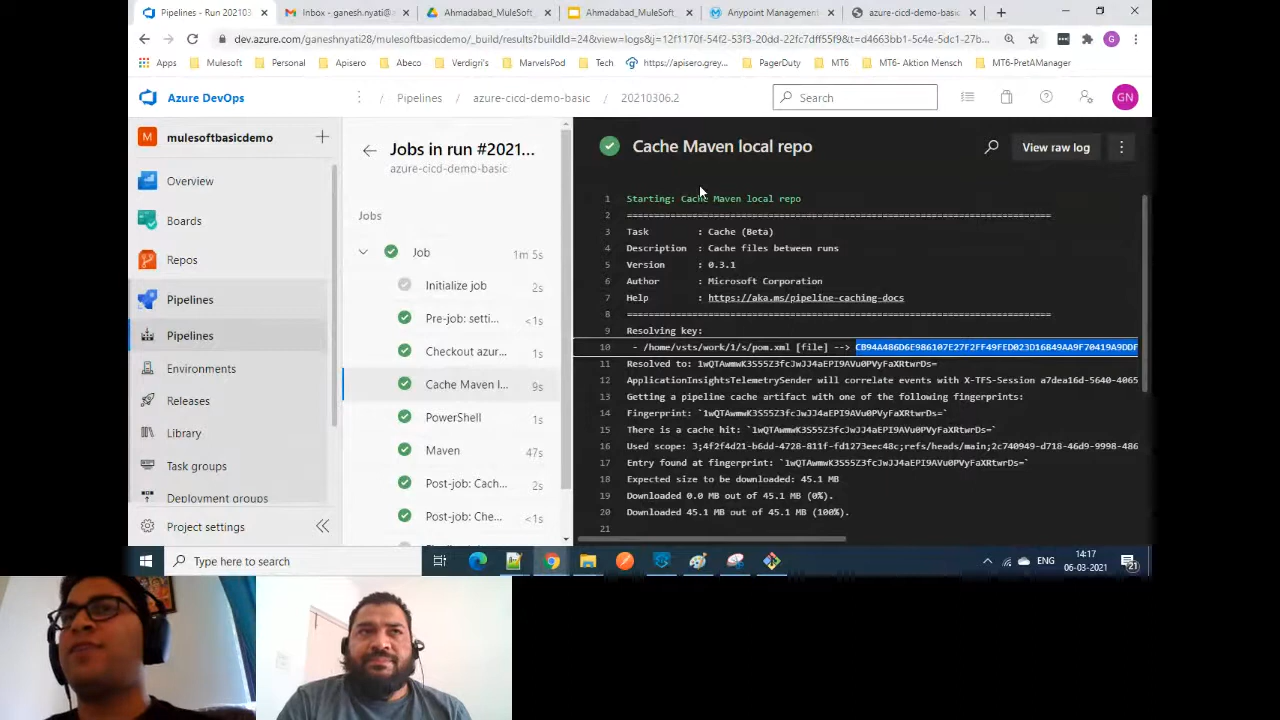 Pipelines - Run 202103
Inbox - ganesh.nyati@
Ahmadabad_MuleSoft_
Ahmadabad_MuleSoft_
Anypoint Management
azure-cicd-demo-basic
dev.azure.com/ganeshnyati28/mulesoftbasicdemo/_build/results?buildId=24&view=logs&j=12f1170f-54f2-53f3-20dd-22fc7dff55f9&t=d4663bb1-5c4e-5dc1-27b...
Apps Mulesoft Personal Apisero Abeco Verdigri's MarvelsPod Tech https://apisero.grey... PagerDuty MT6 MT6-Aktion Mensch MT6-PretAManager
Azure DevOps / Pipelines / azure-cicd-demo-basic / 20210306.2 Search GN
M mulesoftbasicdemo
Overview
Boards
Repos
Pipelines
Pipelines
Environments
Releases
Library
Task groups
Deployment groups
Project settings
Jobs in run #2021...
azure-cicd-demo-basic
Jobs
Job 1m 5s
Initialize job 2s
Pre-job: setti... <1s
Checkout azur... 1s
Cache Maven l... 9s
PowerShell 1s
Maven 47s
Post-job: Cach... 2s
Post-job: Che... <1s
Cache Maven local repo View raw log
1 Starting: Cache Maven local repo
2 ==============================================================================
3 Task : Cache (Beta)
4 Description : Cache files between runs
5 Version : 0.3.1
6 Author : Microsoft Corporation
7 Help : https://aka.ms/pipeline-caching-docs
8 ==============================================================================
9 Resolving key:
10 - /home/vsts/work/1/s/pom.xml [file] --> CB94A486D6E986107E27F2FF49FED023D16849AA9F70419A9DDF
11 Resolved to: 1wQTAwmwK3S55Z3fcJwJJ4aEPI9AVu0PVyFaXRtwrDs=
12 ApplicationInsightsTelemetrySender will correlate events with X-TFS-Session a7dea16d-5640-4065
13 Getting a pipeline cache artifact with one of the following fingerprints:
14 Fingerprint: `1wQTAwmwK3S55Z3fcJwJJ4aEPI9AVu0PVyFaXRtwrDs=`
15 There is a cache hit: `1wQTAwmwK3S55Z3fcJwJJ4aEPI9AVu0PVyFaXRtwrDs=`
16 Used scope: 3;4f2f4d21-b6dd-4728-811f-fd1273eec48c;refs/heads/main;2c740949-d718-46d9-9998-486
17 Entry found at fingerprint: `1wQTAwmwK3S55Z3fcJwJJ4aEPI9AVu0PVyFaXRtwrDs=`
18 Expected size to be downloaded: 45.1 MB
19 Downloaded 0.0 MB out of 45.1 MB (0%).
20 Downloaded 45.1 MB out of 45.1 MB (100%).
21
Type here to search
ENG
14:17
06-03-2021
21